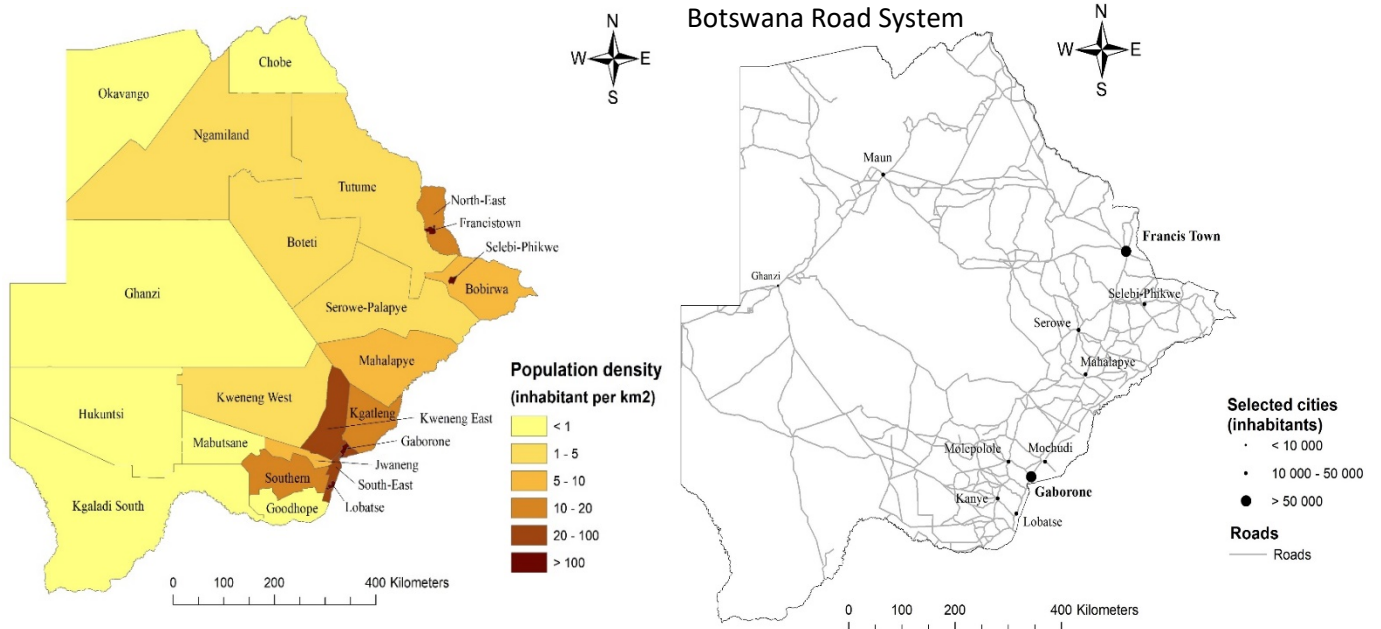 Chobe
Okavango
Ngamiland
Tutume
North-East
Francistown
Boteti
Selebi-Phikwe
Ghanzi
Bobirwa
Serowe-Palapye
Mahalapye
Kweneng West
Hukuntsi
Kgatleng
Kweneng East
Mabutsane
Gaborone
Jwaneng
Southern
South-East
Kgaladi South
Goodhope
Lobatse
N
W E
S
Population density
(inhabitant per km2)
< 1
1 - 5
5 - 10
10 - 20
20 - 100
> 100
0 100 200 400 Kilometers
Botswana Road System
N
W E
S
Maun
Francis Town
Ghanzi
Selebi-Phikwe
Serowe
Mahalapye
Molepolole
Mochudi
Gaborone
Kanye
Lobatse
Selected cities
(inhabitants)
< 10 000
10 000 - 50 000
> 50 000
Roads
Roads
0 100 200 400 Kilometers